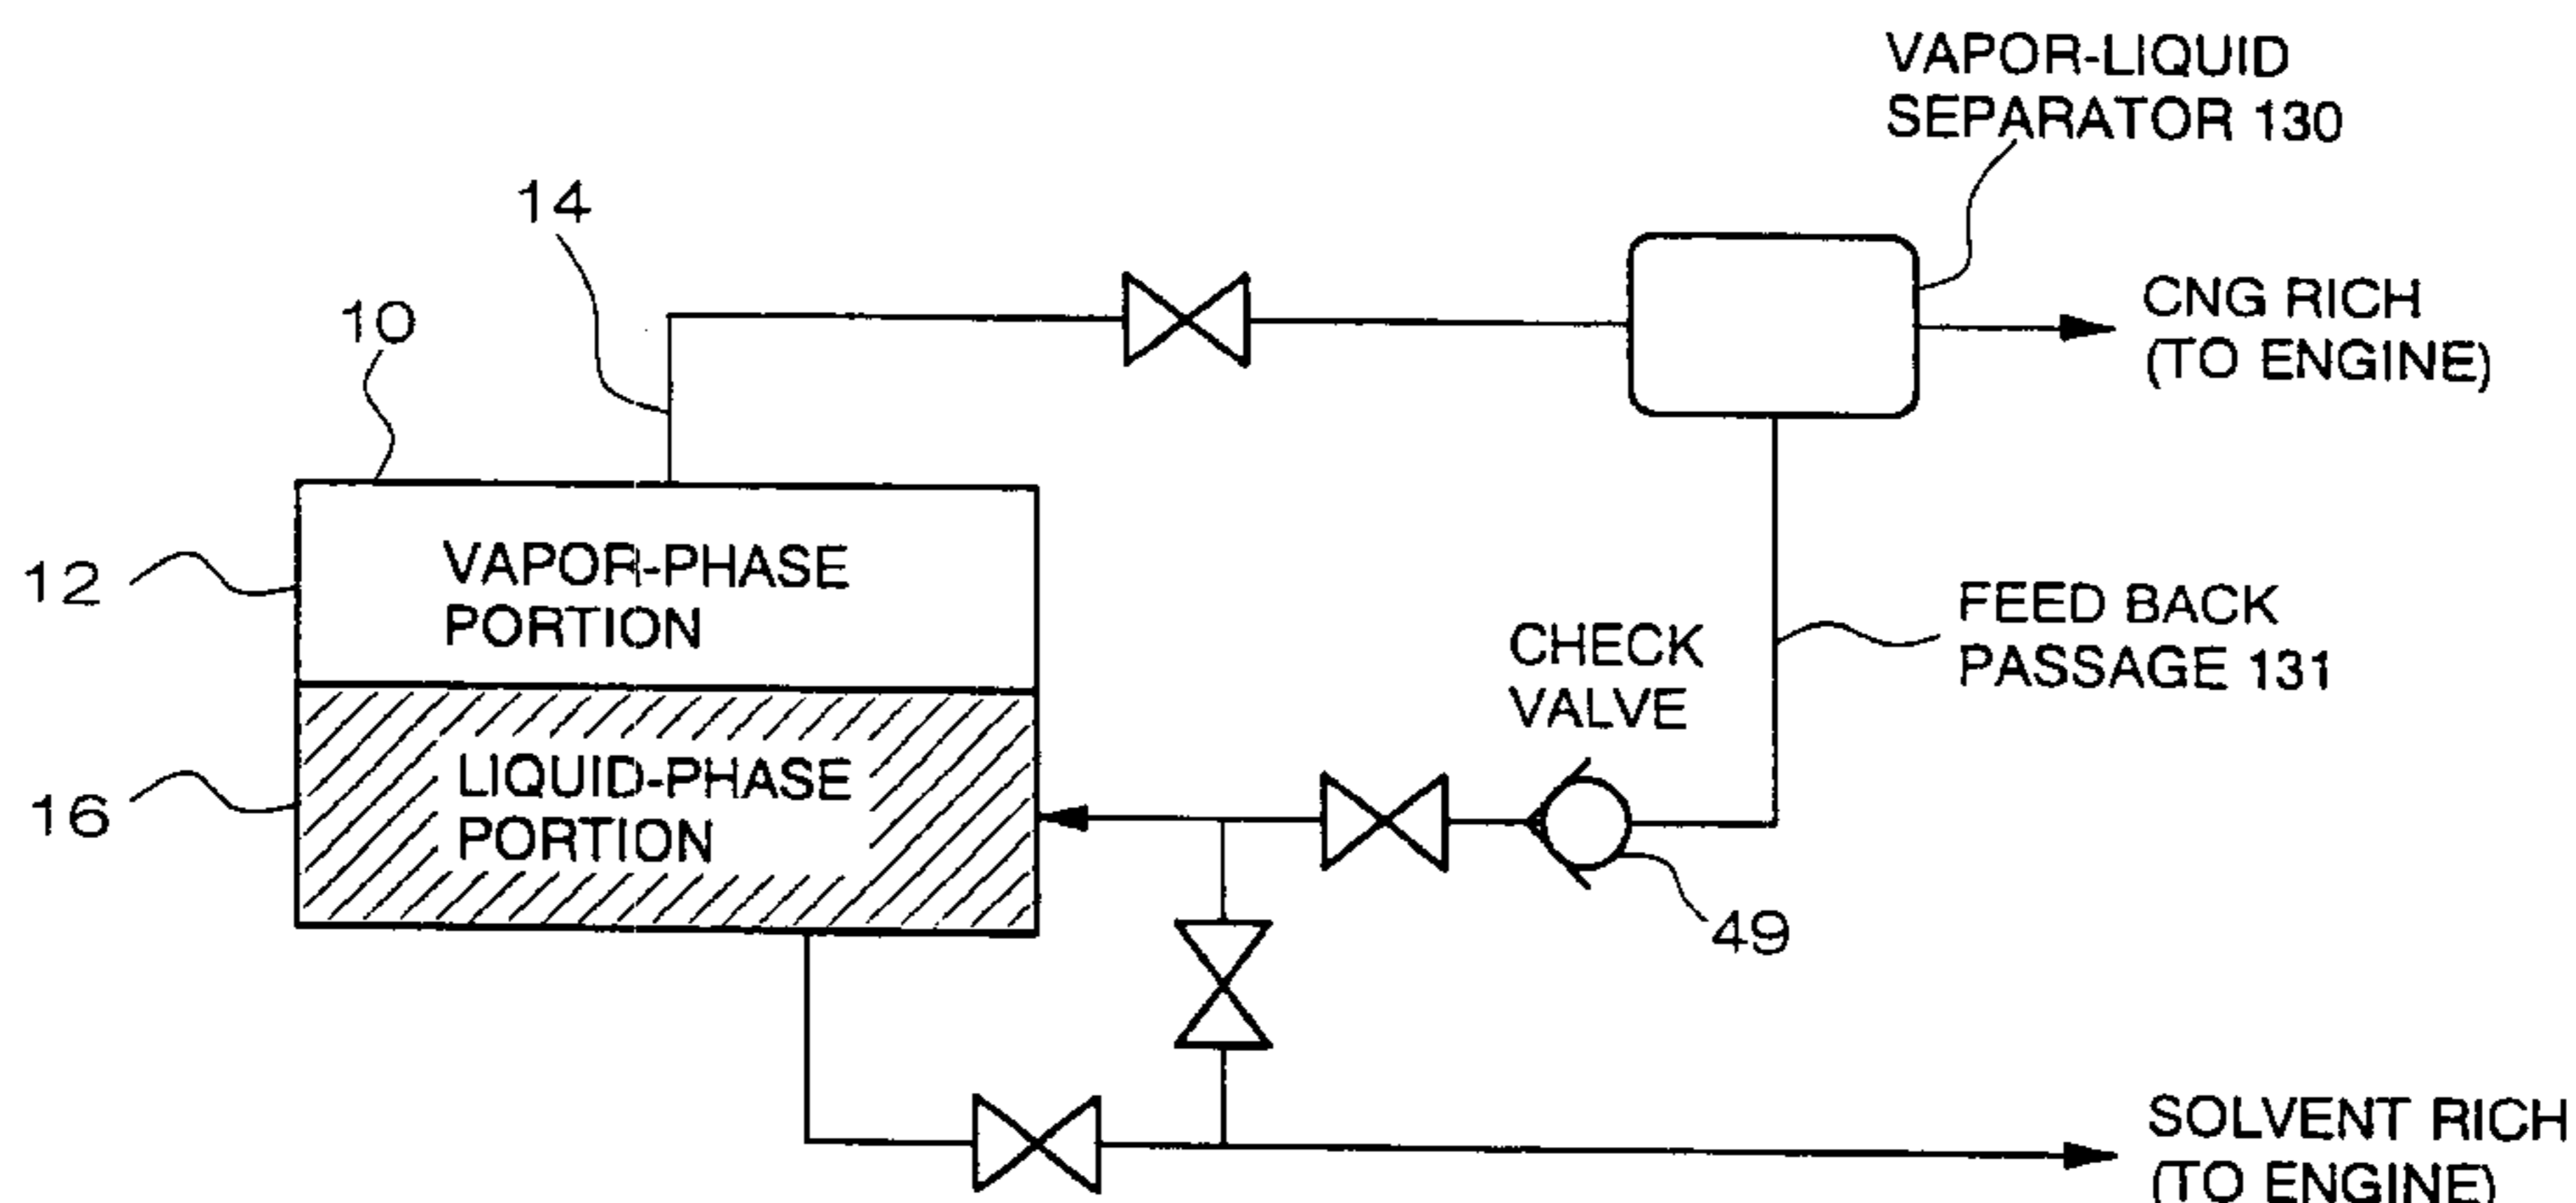 VAPOR-LIQUID
SEPARATOR 130
14
10
CNG RICH
(TO ENGINE)
12
VAPOR-PHASE
PORTION
FEED BACK
PASSAGE 131
CHECK
VALVE
16
LIQUID-PHASE
PORTION
49
SOLVENT RICH
(TO ENGINE)